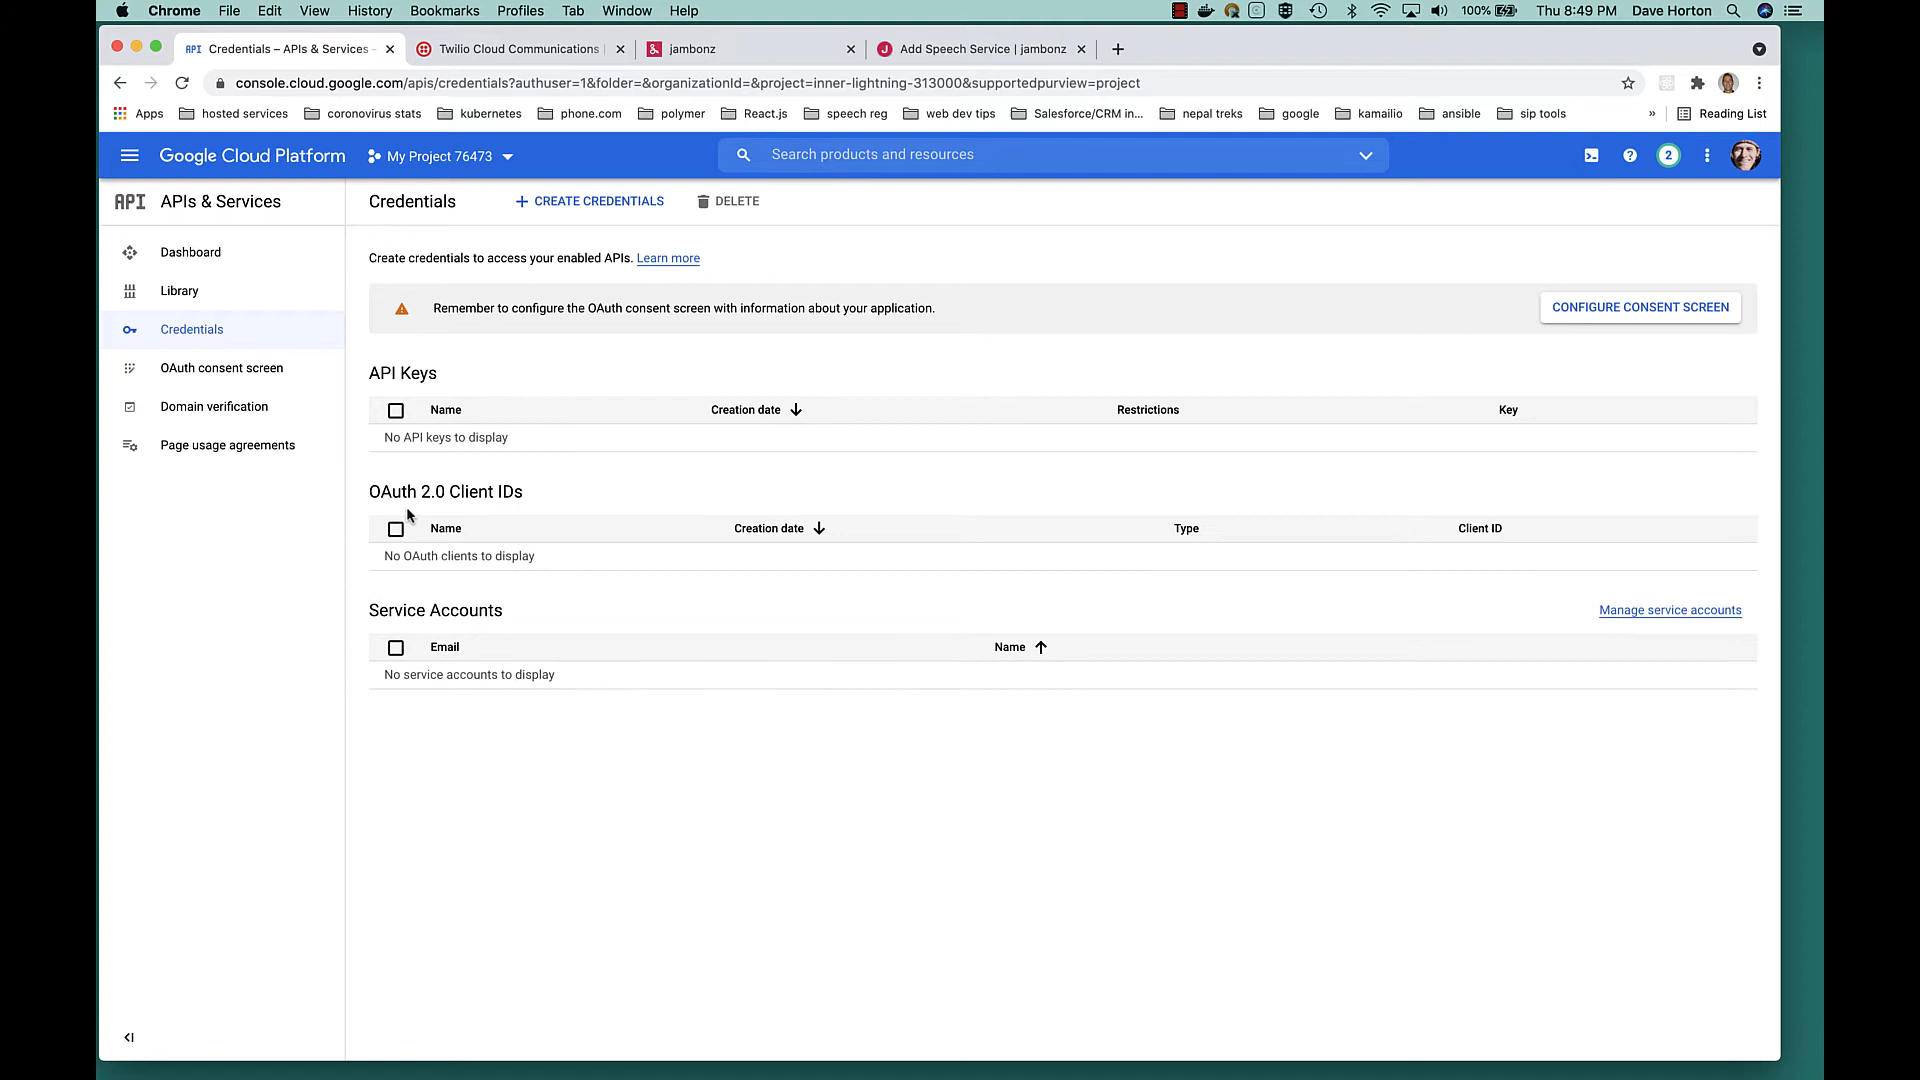 Chrome File Edit View History Bookmarks Profiles Tab Window Help 100% Thu 8:49 PM Dave Horton
API Credentials – APIs & Services - Twilio Cloud Communications jambonz Add Speech Service | jambonz
console.cloud.google.com/apis/credentials?authuser=1&folder=&organizationId=&project=inner-lightning-313000&supportedpurview=project
Apps hosted services coronovirus stats kubernetes phone.com polymer React.js speech reg web dev tips Salesforce/CRM in... nepal treks google kamailio ansible sip tools » Reading List
Google Cloud Platform My Project 76473 Search products and resources 2
API APIs & Services Credentials + CREATE CREDENTIALS DELETE
Dashboard
Library
Credentials
OAuth consent screen
Domain verification
Page usage agreements
Create credentials to access your enabled APIs. Learn more
Remember to configure the OAuth consent screen with information about your application. CONFIGURE CONSENT SCREEN
API Keys
Name Creation date Restrictions Key
No API keys to display
OAuth 2.0 Client IDs
Name Creation date Type Client ID
No OAuth clients to display
Service Accounts Manage service accounts
Email Name
No service accounts to display